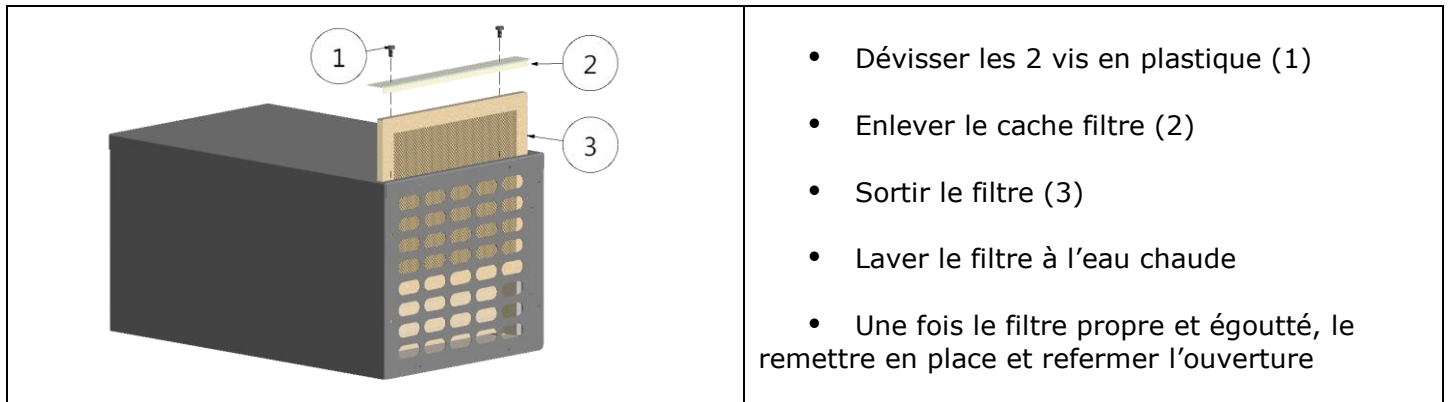 1
2
3
• Dévisser les 2 vis en plastique (1)
• Enlever le cache filtre (2)
• Sortir le filtre (3)
• Laver le filtre à l’eau chaude
• Une fois le filtre propre et égoutté, le
remettre en place et refermer l’ouverture